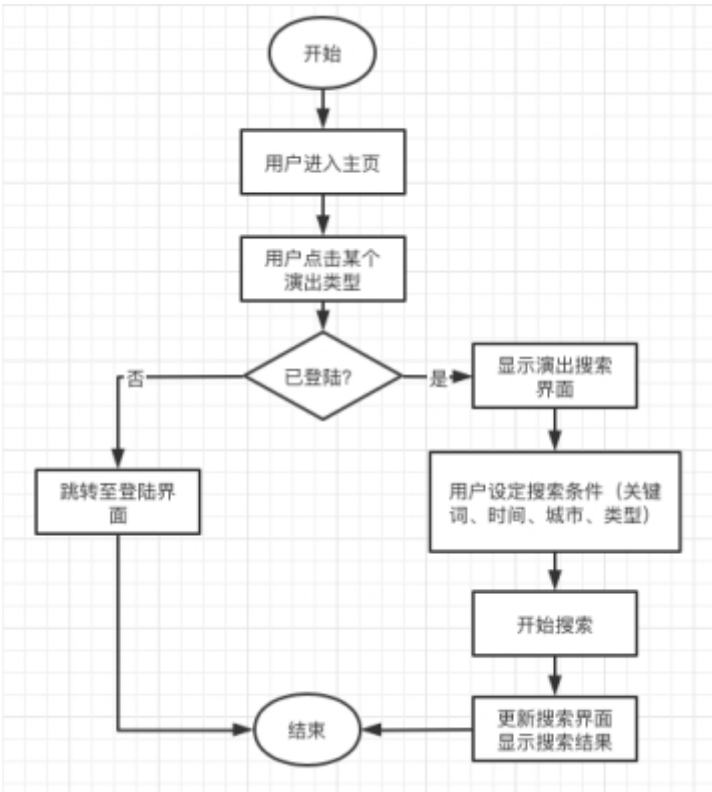 开始
用户进入主页
用户点击某个
演出类型
已登陆?
否
是
显示演出搜索
界面
跳转至登陆界
面
用户设定搜索条件（关键
词、时间、城市、类型）
开始搜索
更新搜索界面
显示搜索结果
结束